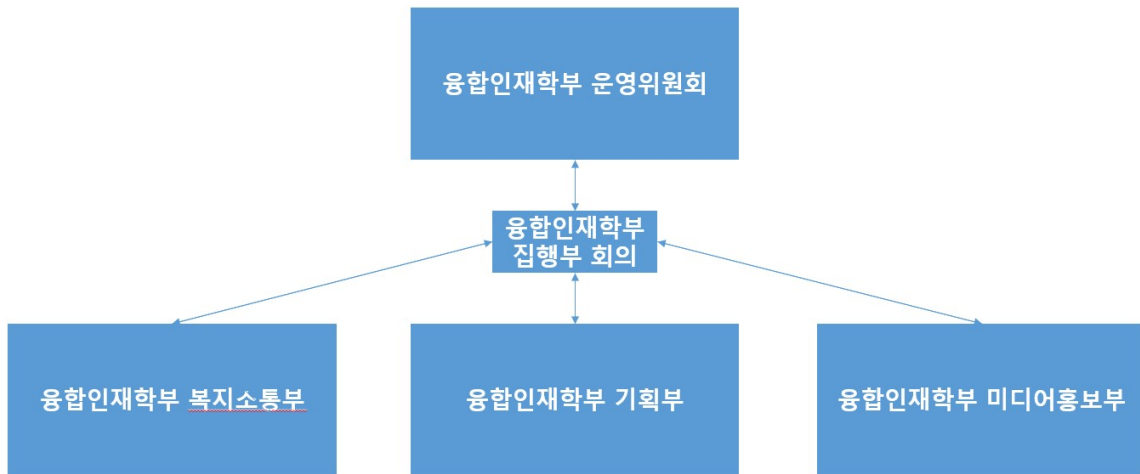 융합인재학부 운영위원회
융합인재학부
집행부 회의
융합인재학부 복지소통부
융합인재학부 기획부
융합인재학부 미디어홍보부